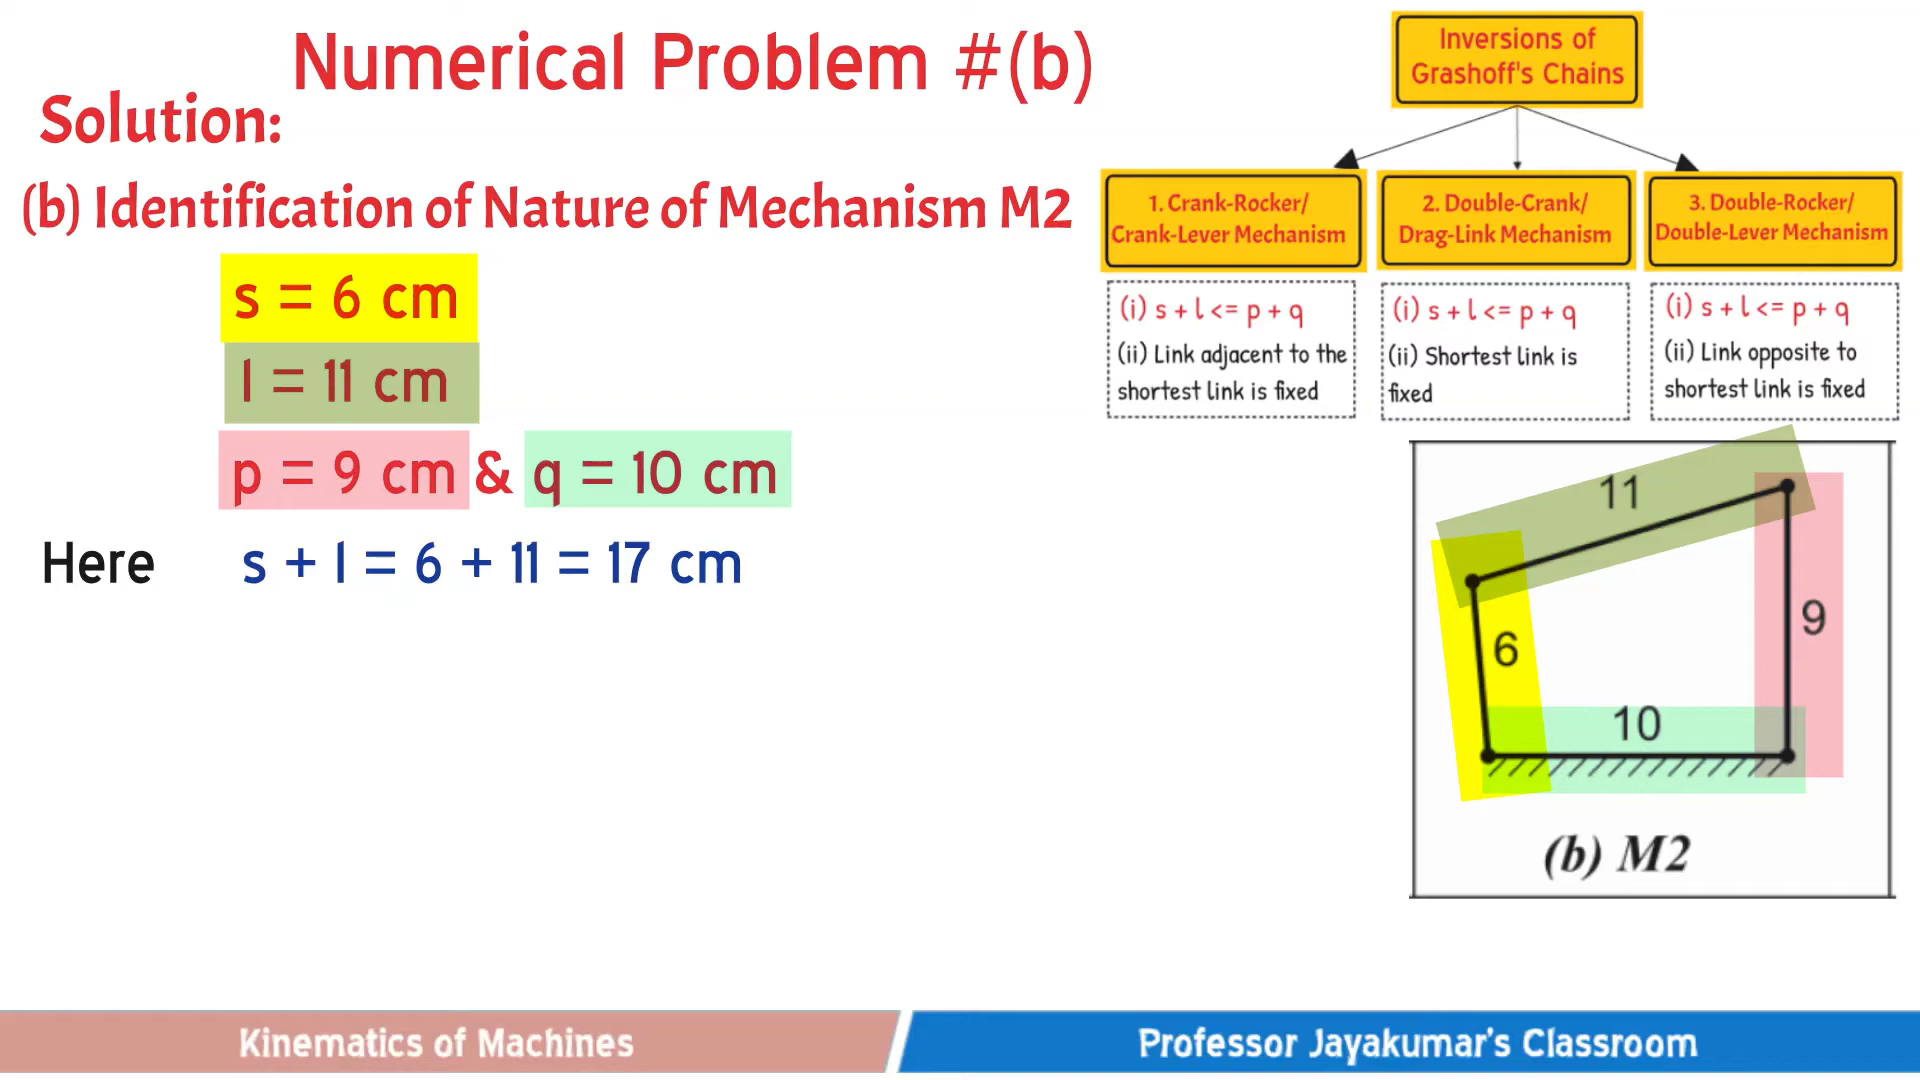 Numerical Problem #(b)
Solution:
(b) Identification of Nature of Mechanism M2
s = 6 cm
l = 11 cm
p = 9 cm & q = 10 cm
Here s + l = 6 + 11 = 17 cm
Inversions of
Grashoff's Chains
1. Crank-Rocker/
Crank-Lever Mechanism
(i) s + l <= p + q
(ii) Link adjacent to the
shortest link is fixed
2. Double-Crank/
Drag-Link Mechanism
(i) s + l <= p + q
(ii) Shortest link is
fixed
3. Double-Rocker/
Double-Lever Mechanism
(i) s + l <= p + q
(ii) Link opposite to
shortest link is fixed
11
9
6
10
(b) M2
Kinematics of Machines
Professor Jayakumar's Classroom